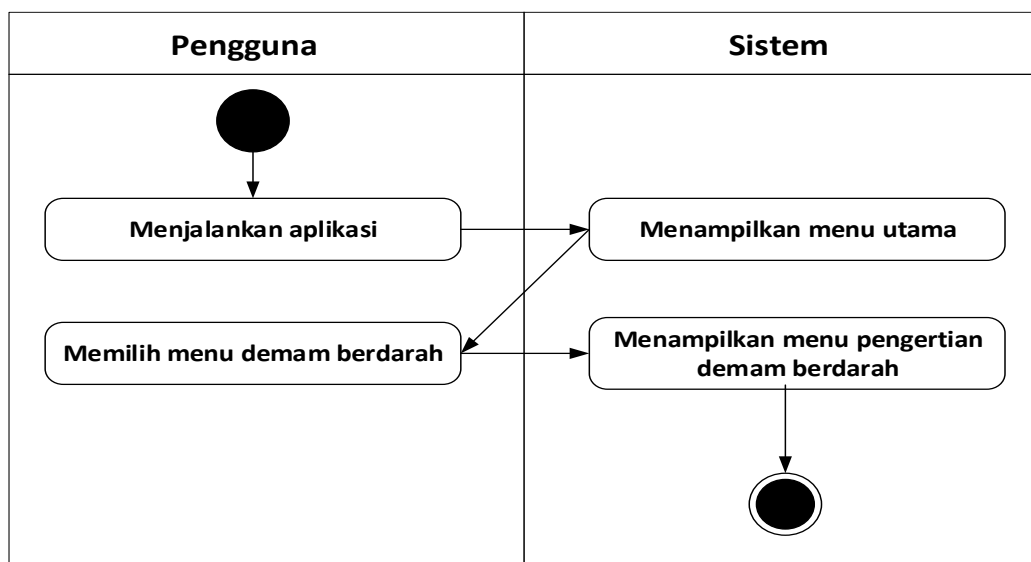 Pengguna
Sistem
Menjalankan aplikasi
Menampilkan menu utama
Memilih menu demam berdarah
Menampilkan menu pengertian
demam berdarah